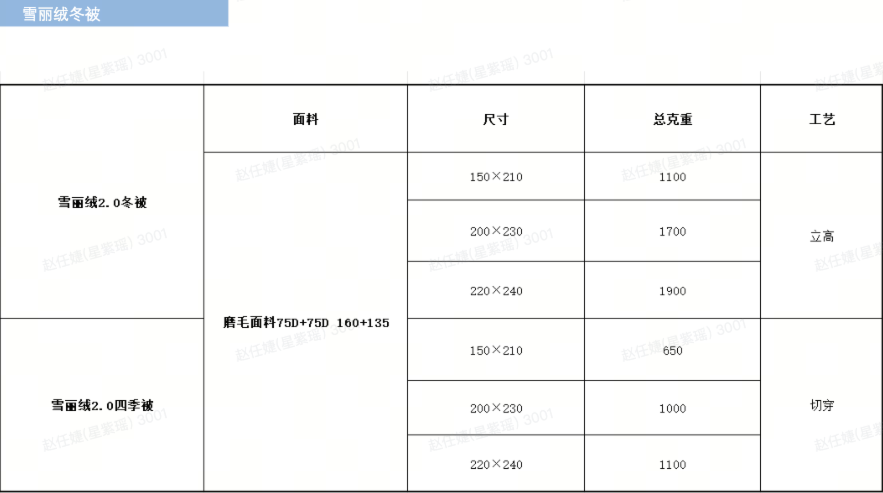 雪丽绒冬被
面料 尺寸 总克重 工艺
雪丽绒2.0冬被
磨毛面料75D+75D 160+135
150×210 1100
200×230 1700
220×240 1900
立高
雪丽绒2.0四季被
150×210 650
200×230 1000
220×240 1100
切穿
赵任婕(星紫瑶) 3001